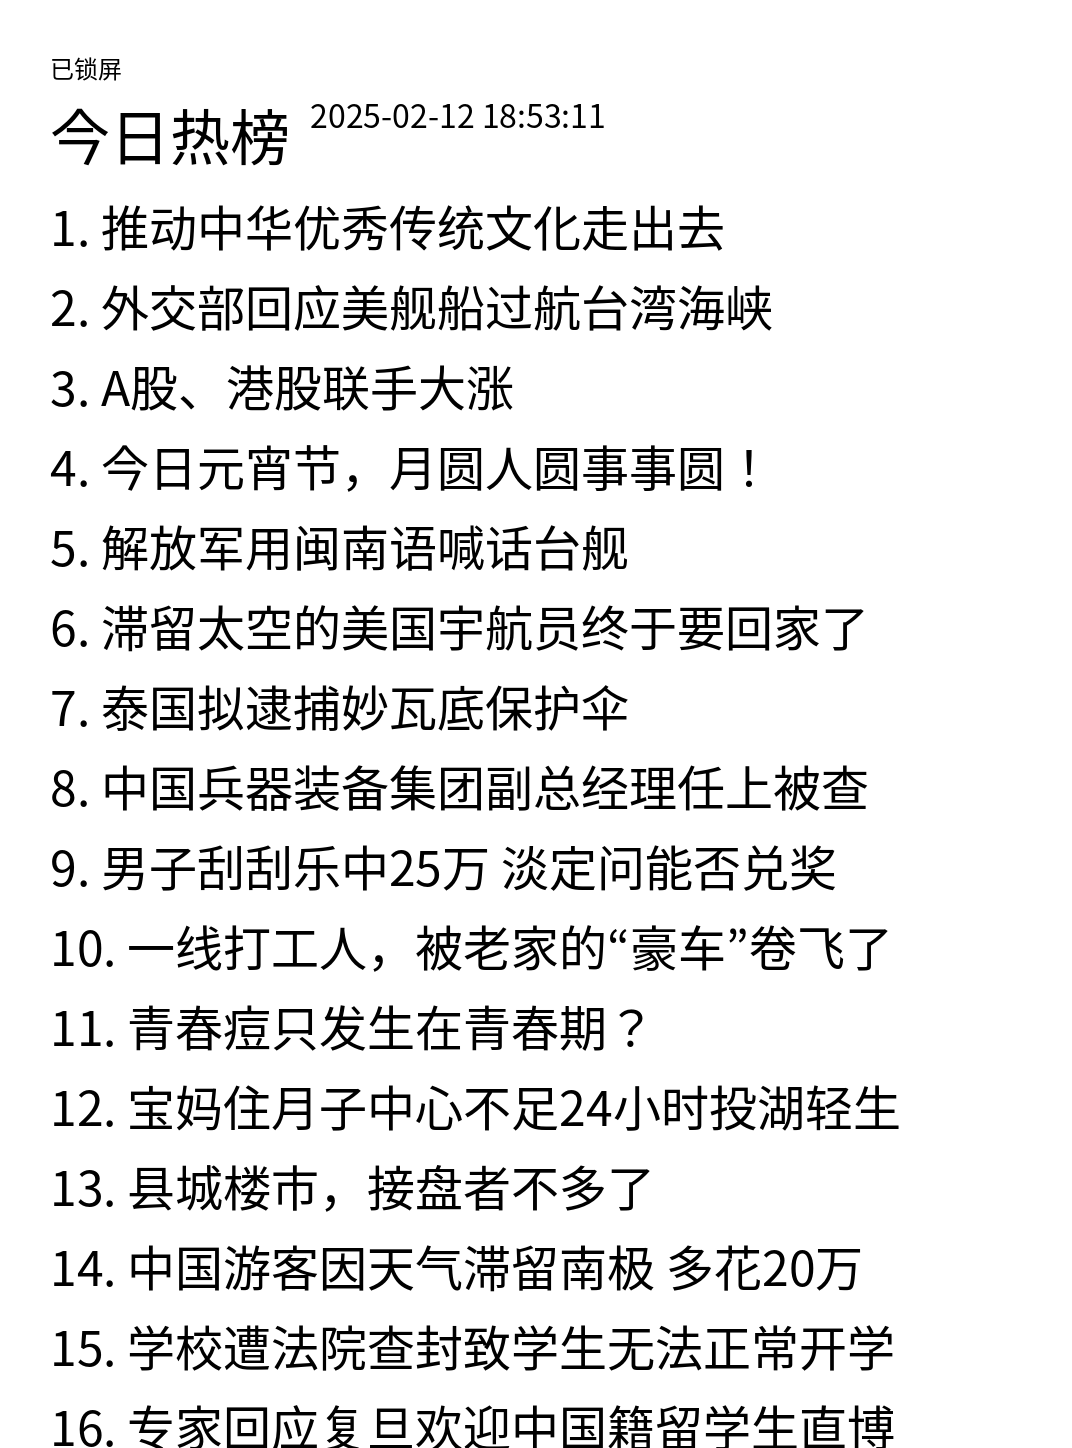 已锁屏
今日热榜 2025-02-12 18:53:11
1. 推动中华优秀传统文化走出去
2. 外交部回应美舰船过航台湾海峡
3. A股、港股联手大涨
4. 今日元宵节，月圆人圆事事圆！
5. 解放军用闽南语喊话台舰
6. 滞留太空的美国宇航员终于要回家了
7. 泰国拟逮捕妙瓦底保护伞
8. 中国兵器装备集团副总经理任上被查
9. 男子刮刮乐中25万 淡定问能否兑奖
10. 一线打工人，被老家的“豪车”卷飞了
11. 青春痘只发生在青春期？
12. 宝妈住月子中心不足24小时投湖轻生
13. 县城楼市，接盘者不多了
14. 中国游客因天气滞留南极 多花20万
15. 学校遭法院查封致学生无法正常开学
16. 专家回应复旦欢迎中国籍留学生直博